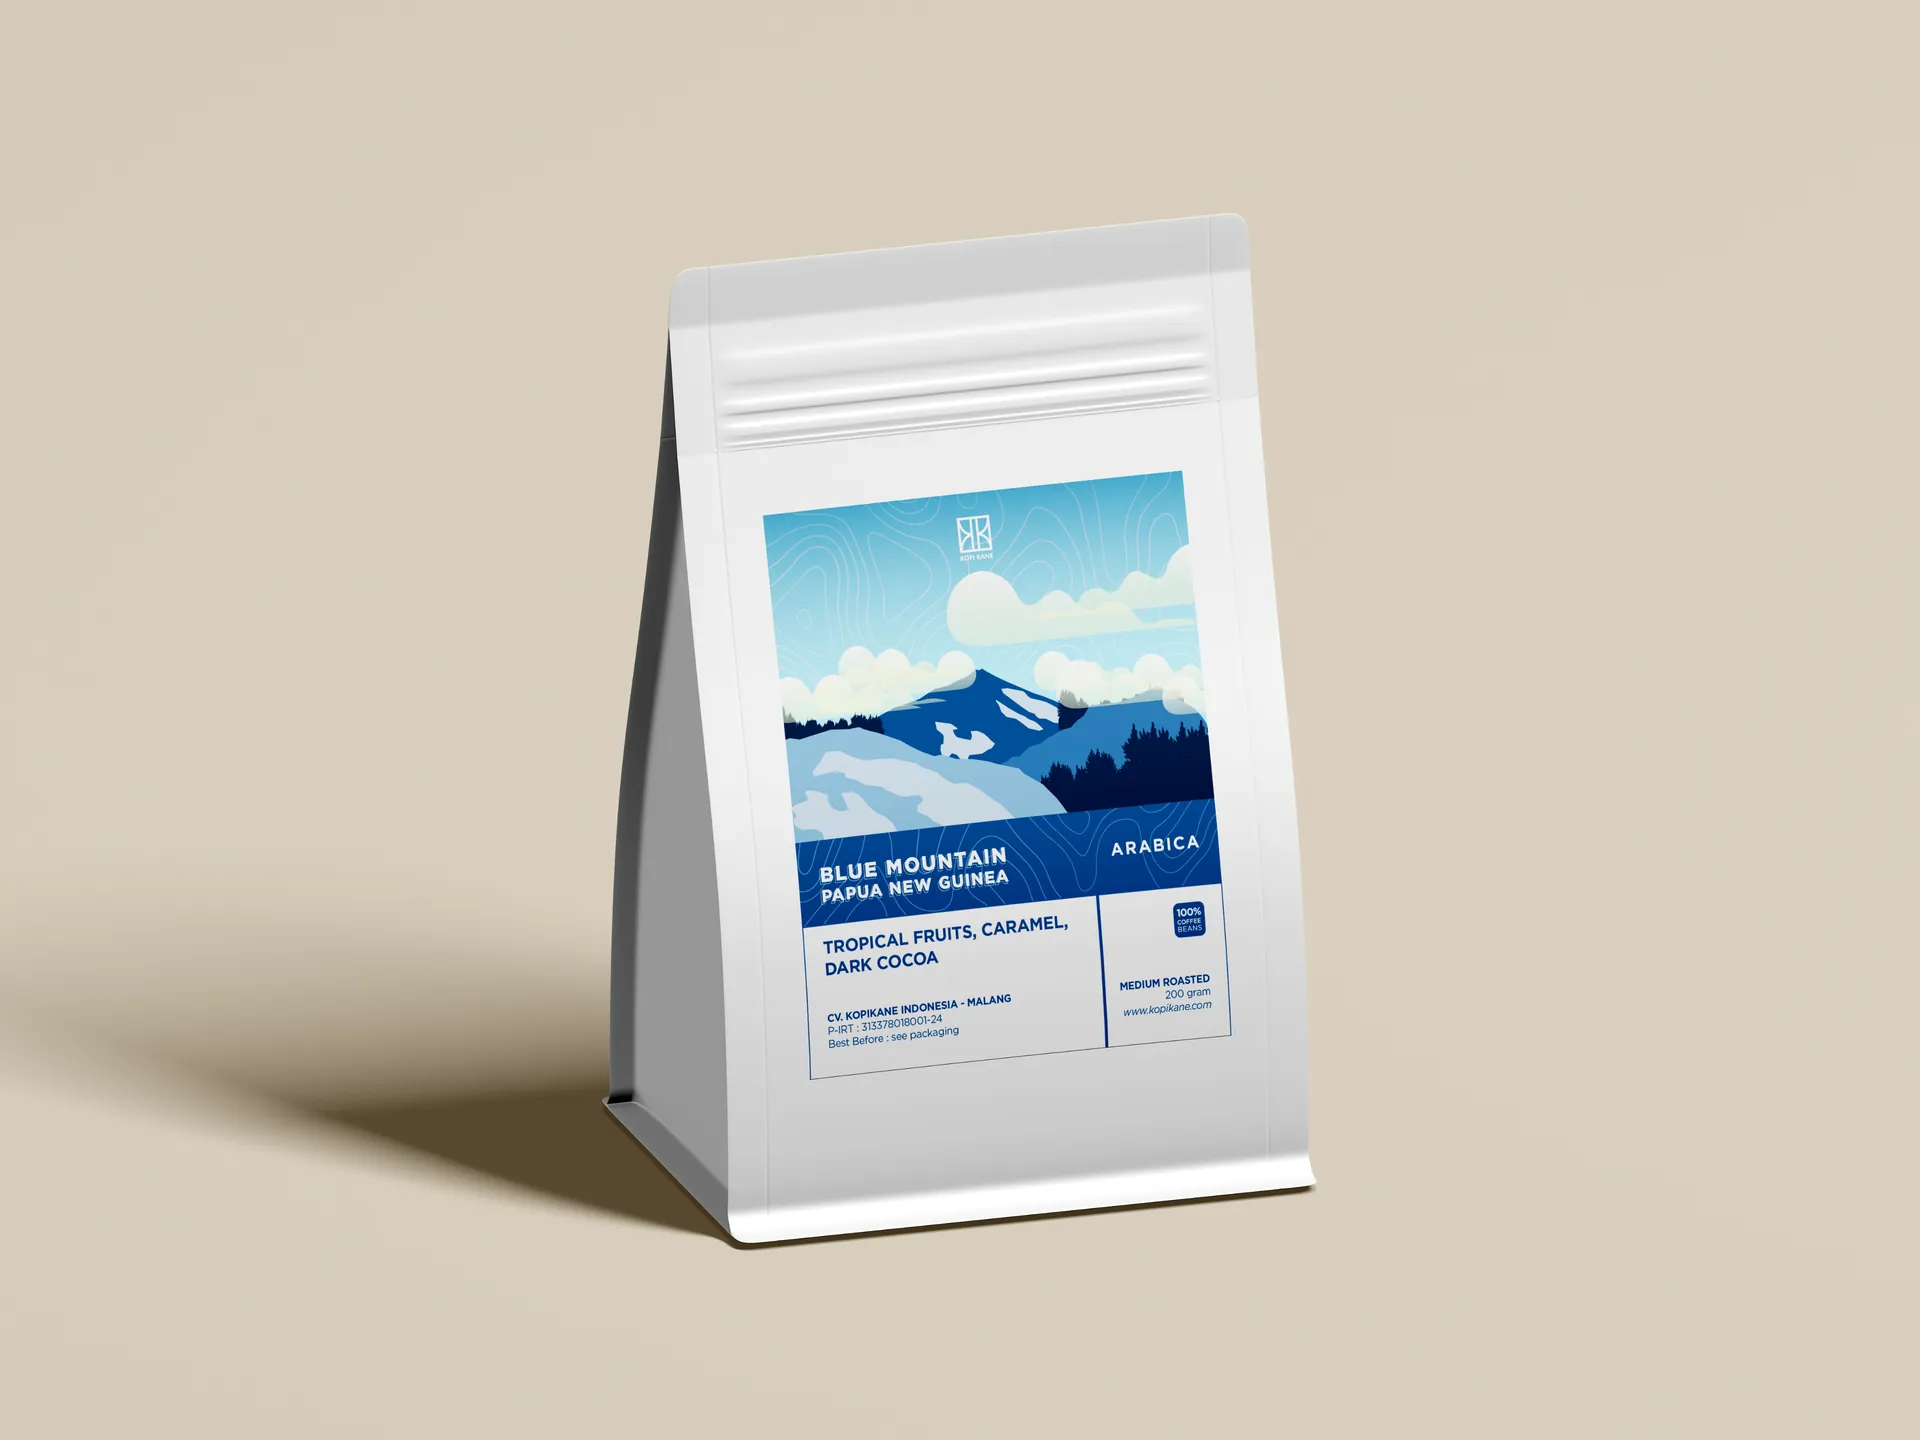 KOPI KANE
BLUE MOUNTAIN
PAPUA NEW GUINEA
ARABICA
TROPICAL FRUITS, CARAMEL,
DARK COCOA
CV. KOPIKANE INDONESIA - MALANG
P-IRT : 313378018001-24
Best Before : see packaging
100%
COFFEE
BEANS
MEDIUM ROASTED
200 gram
www.kopikane.com